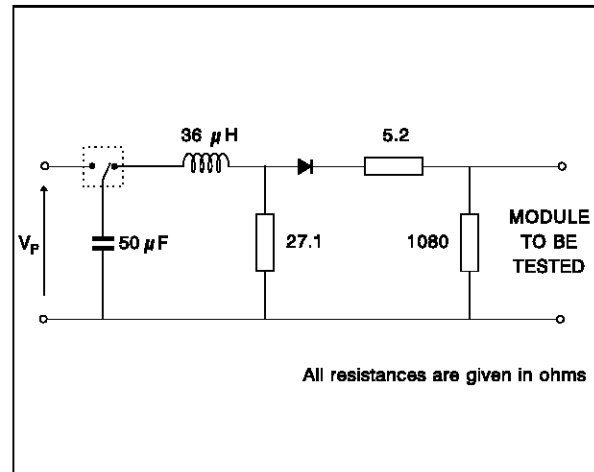 36 µH
5.2
V_P
50 µF
27.1
1080
MODULE
TO BE
TESTED
All resistances are given in ohms